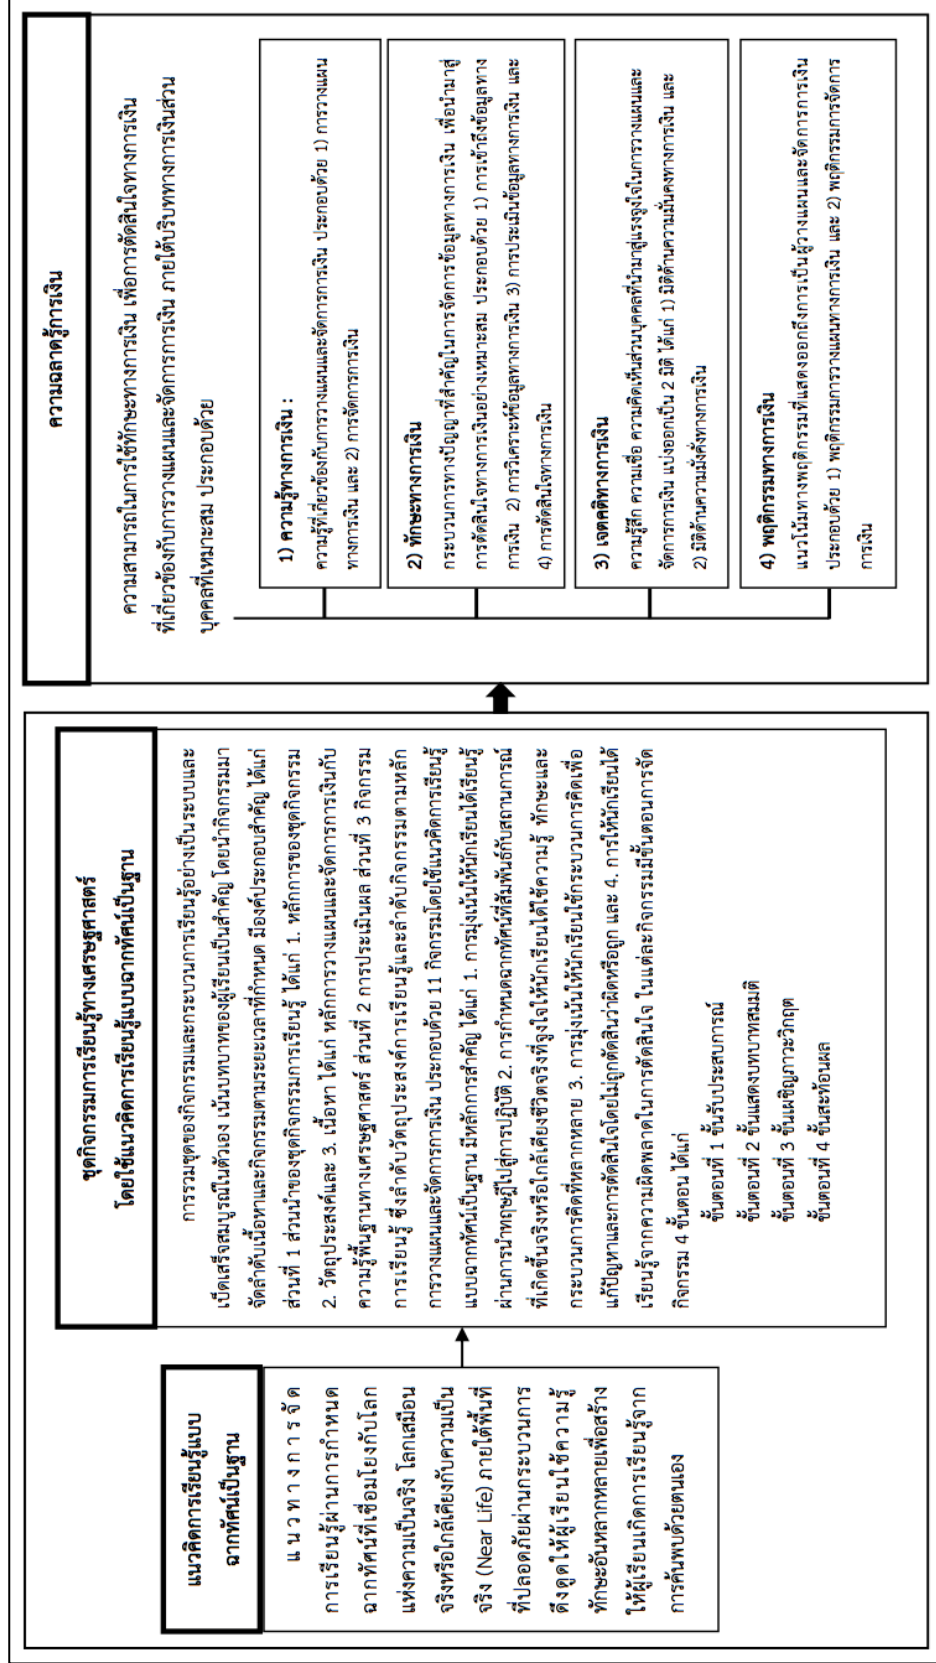 แนวคิดการเรียนรู้แบบ
ฉากทัศน์เป็นฐาน
แนวทางการจัด
การเรียนรู้ผ่านการกำหนด
ฉากทัศน์ที่เชื่อมโยงกับโลก
แห่งความเป็นจริง โลกเสมือน
จริงหรือใกล้เคียงกับความเป็น
จริง (Near Life) ภายใต้พื้นที่
ที่ปลอดภัยผ่านกระบวนการ
ดึงดูดให้ผู้เรียนใช้ความรู้
ทักษะอันหลากหลายเพื่อสร้าง
ให้ผู้เรียนเกิดการเรียนรู้จาก
การค้นพบด้วยตนเอง
ชุดกิจกรรมการเรียนรู้ทางเศรษฐศาสตร์
โดยใช้แนวคิดการเรียนรู้แบบฉากทัศน์เป็นฐาน
การรวมชุดของกิจกรรมและกระบวนการเรียนรู้อย่างเป็นระบบและ
เบ็ดเสร็จสมบูรณ์ในตัวเอง เน้นบทบาทของผู้เรียนเป็นสำคัญ โดยนำกิจกรรมมา
จัดลำดับเนื้อหาและกิจกรรมตามระยะเวลาที่กำหนด มีองค์ประกอบสำคัญ ได้แก่
ส่วนที่ 1 ส่วนนำของชุดกิจกรรมการเรียนรู้ ได้แก่ 1. หลักการของชุดกิจกรรม
2. วัตถุประสงค์และ 3. เนื้อหา ได้แก่ หลักการวางแผนและจัดการการเงินกับ
ความรู้พื้นฐานทางเศรษฐศาสตร์ ส่วนที่ 2 การประเมินผล ส่วนที่ 3 กิจกรรม
การเรียนรู้ ซึ่งลำดับวัตถุประสงค์การเรียนรู้และลำดับกิจกรรมตามหลัก
การวางแผนและจัดการการเงิน ประกอบด้วย 11 กิจกรรมโดยใช้แนวคิดการเรียนรู้
แบบฉากทัศน์เป็นฐาน มีหลักการสำคัญ ได้แก่ 1. การมุ่งเน้นให้นักเรียนได้เรียนรู้
ผ่านการนำทฤษฎีไปสู่การปฏิบัติ 2. การกำหนดฉากทัศน์ที่สัมพันธ์กับสถานการณ์
ที่เกิดขึ้นจริงหรือใกล้เคียงชีวิตจริงที่จูงใจให้นักเรียนได้ใช้ความรู้ ทักษะและ
กระบวนการคิดที่หลากหลาย 3. การมุ่งเน้นให้นักเรียนใช้กระบวนการคิดเพื่อ
แก้ปัญหาและการตัดสินใจโดยไม่ถูกตัดสินว่าผิดหรือถูก และ 4. การให้นักเรียนได้
เรียนรู้จากความผิดพลาดในการตัดสินใจ ในแต่ละกิจกรรมมีขั้นตอนการจัด
กิจกรรม 4 ขั้นตอน ได้แก่
ขั้นตอนที่ 1 ขั้นรับประสบการณ์
ขั้นตอนที่ 2 ขั้นแสดงบทบาทสมมติ
ขั้นตอนที่ 3 ขั้นเผชิญภาวะวิกฤต
ขั้นตอนที่ 4 ขั้นสะท้อนผล
ความฉลาดรู้การเงิน
ความสามารถในการใช้ทักษะทางการเงิน เพื่อการตัดสินใจทางการเงิน
ที่เกี่ยวข้องกับการวางแผนและจัดการการเงิน ภายใต้บริบททางการเงินส่วน
บุคคลที่เหมาะสม ประกอบด้วย
1) ความรู้ทางการเงิน :
ความรู้ที่เกี่ยวข้องกับการวางแผนและจัดการการเงิน ประกอบด้วย 1) การวางแผน
ทางการเงิน และ 2) การจัดการการเงิน
2) ทักษะทางการเงิน
กระบวนการทางปัญญาที่สำคัญในการจัดการข้อมูลทางการเงิน เพื่อนำมาสู่
การตัดสินใจทางการเงินอย่างเหมาะสม ประกอบด้วย 1) การเข้าถึงข้อมูลทาง
การเงิน 2) การวิเคราะห์ข้อมูลทางการเงิน 3) การประเมินข้อมูลทางการเงิน และ
4) การตัดสินใจทางการเงิน
3) เจตคติทางการเงิน
ความรู้สึก ความเชื่อ ความคิดเห็นส่วนบุคคลที่นำมาสู่แรงจูงใจในการวางแผนและ
จัดการการเงิน แบ่งออกเป็น 2 มิติ ได้แก่ 1) มิติด้านความมั่นคงทางการเงิน และ
2) มิติด้านความมั่งคั่งทางการเงิน
4) พฤติกรรมทางการเงิน
แนวโน้มทางพฤติกรรมที่แสดงออกถึงการเป็นผู้วางแผนและจัดการการเงิน
ประกอบด้วย 1) พฤติกรรมการวางแผนทางการเงิน และ 2) พฤติกรรมการจัดการ
การเงิน